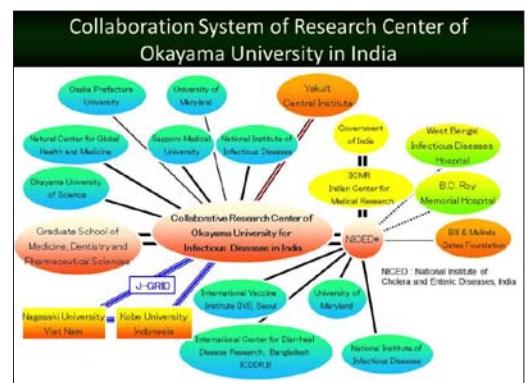 Collaboration System of Research Center of
Okayama University in India
Osaka Prefecture
University
University of
Maryland
Yakult
Central Institute
Natural Center for Global
Health and Medicine
Sapporo Medical
University
National Institute of
Infectious Diseases
Government
of India
West Bengal
Infectious Diseases
Hospital
Okayama University
of Science
ICMR
Indian Center for
Medical Research
B.C. Roy
Memorial Hospital
Graduate School of
Medicine, Dentistry and
Pharmaceutical Sciences
Collaborative Research Center of
Okayama University for
Infectious Diseases in India
NICED*
Bill & Melinda
Gates Foundation
NICED : National Institute of
Cholera and Enteric Diseases, India
J-GRID
Nagasaki University
Viet Nam
Kobe University
Indonesia
International Vaccine
Institute (IVI), Seoul
University of
Maryland
International Center for Diarrheal
Disease Research, Bangladesh
ICDDR,B
National Institute of
Infectious Diseases